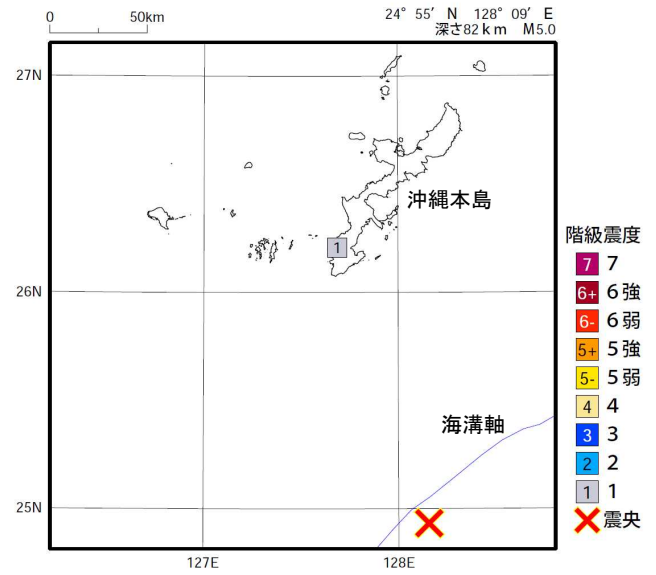 0 50km
24° 55′ N 128° 09′ E
深さ82ｋｍ M5.0
27N
沖縄本島
1
26N
海溝軸
25N
127E 128E
階級震度
7 7
6+ 6強
6- 6弱
5+ 5強
5- 5弱
4 4
3 3
2 2
1 1
震央